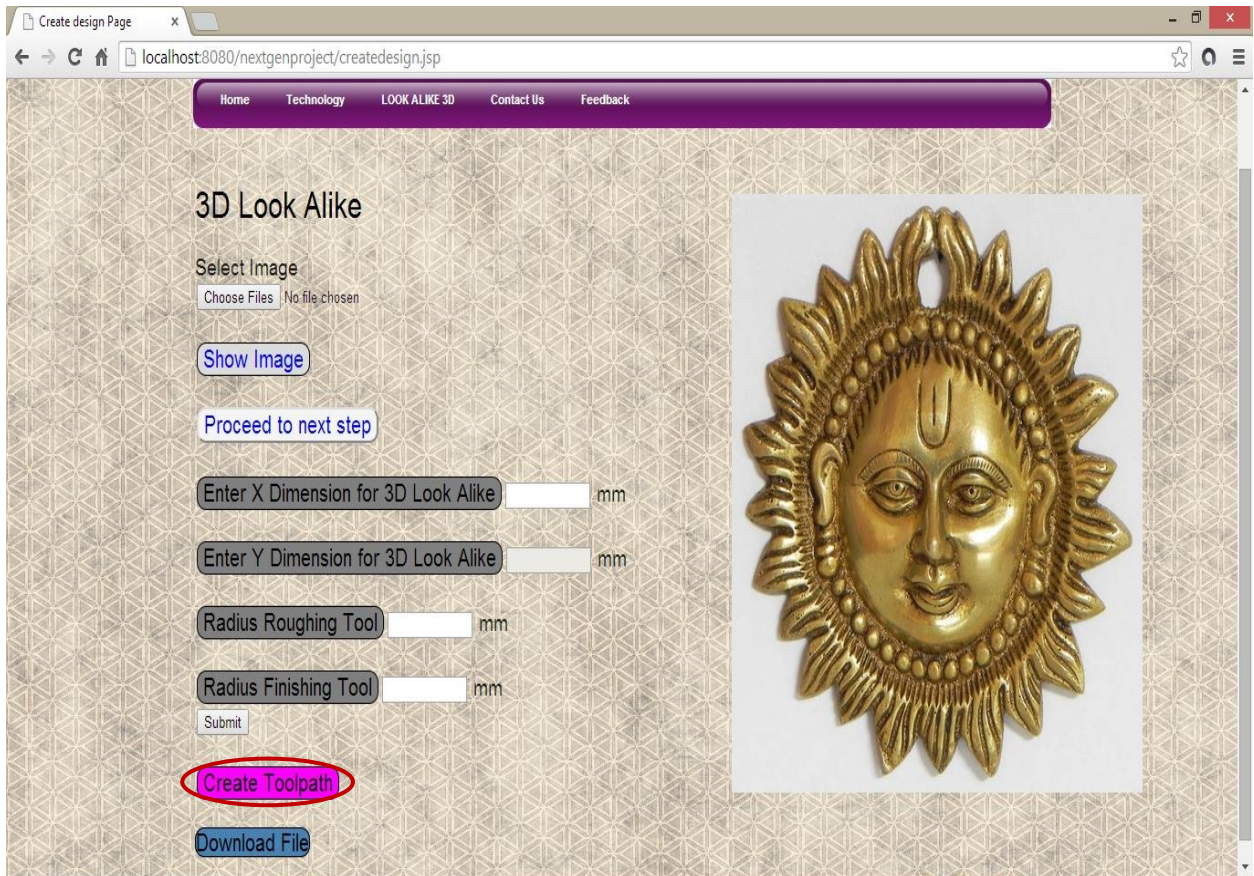 Create design Page x
localhost:8080/nextgenproject/createdesign.jsp
Home Technology LOOK ALIKE 3D Contact Us Feedback
3D Look Alike
Select Image
Choose Files No file chosen
Show Image
Proceed to next step
Enter X Dimension for 3D Look Alike mm
Enter Y Dimension for 3D Look Alike mm
Radius Roughing Tool mm
Radius Finishing Tool mm
Submit
Create Toolpath
Download File